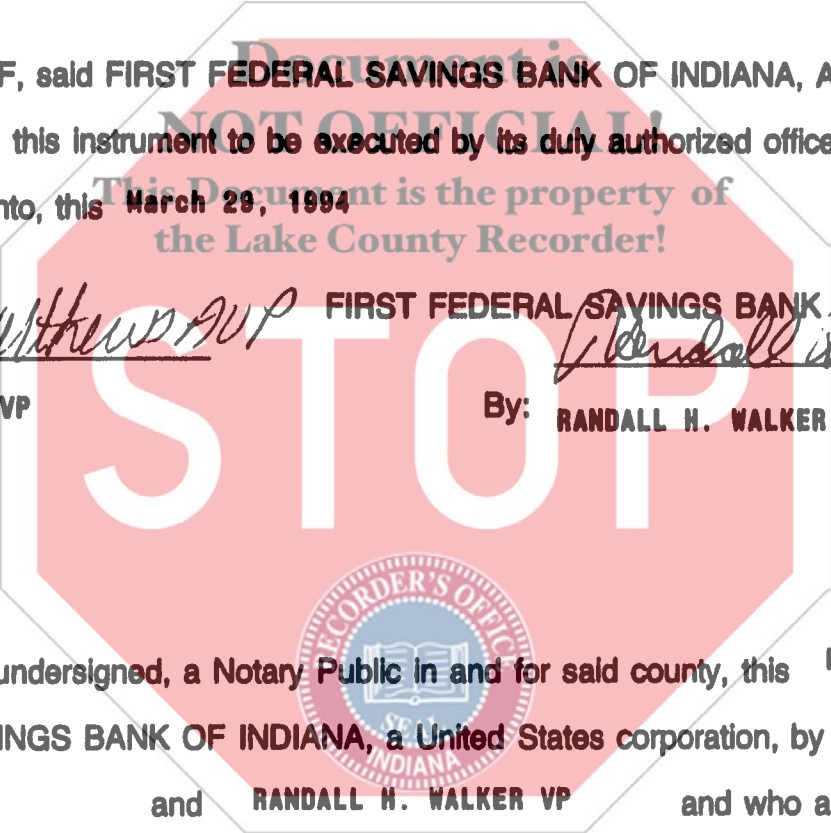 Document is
F, said FIRST FEDERAL SAVINGS BANK OF INDIANA, A
NOT OFFICIAL!
this instrument to be executed by its duly authorized office
This Document is the property of
nto, this March 29, 1994
the Lake County Recorder!
thews AVP FIRST FEDERAL SAVINGS BANK
Randall
VP By: RANDALL H. WALKER
STOP
RECORDER'S OFFICE
undersigned, a Notary Public in and for said county, this
SEAL
INGS BANK OF INDIANA, a United States corporation, by
INDIANA
and RANDALL H. WALKER VP and who a